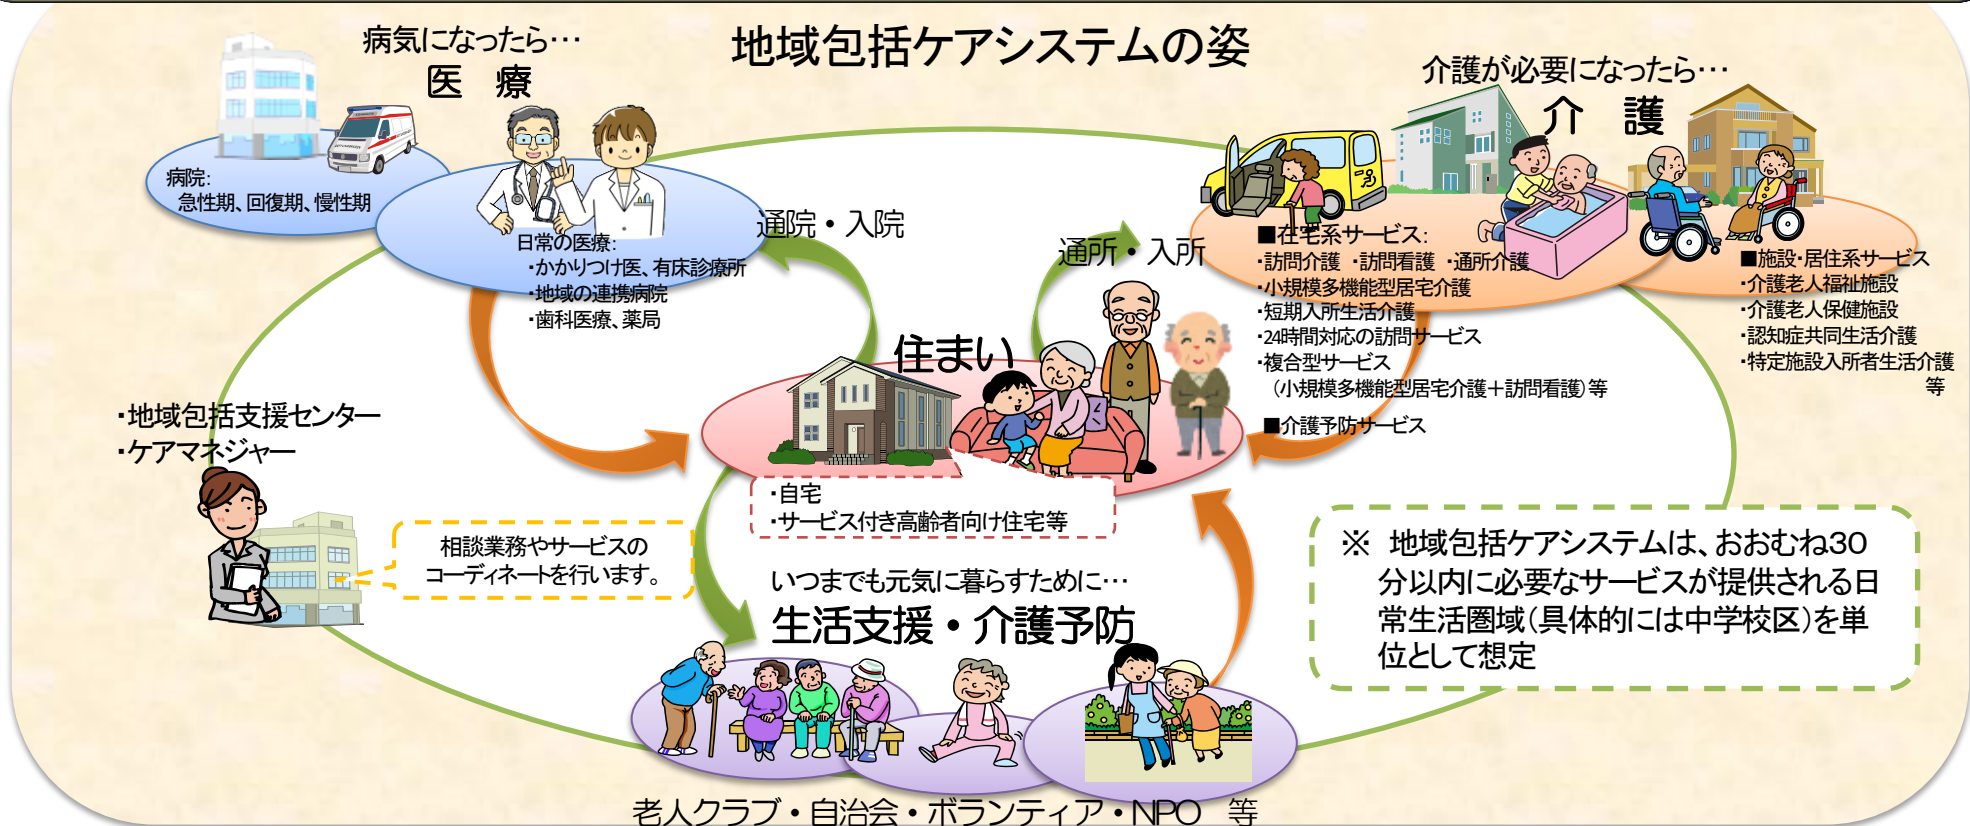 地域包括ケアシステムの姿
病気になったら…
医　療
病院:
急性期、回復期、慢性期
日常の医療:
・かかりつけ医、有床診療所
・地域の連携病院
・歯科医療、薬局
通院・入院
通所・入所
介護が必要になったら…
介　護
■在宅系サービス:
・訪問介護　・訪問看護　・通所介護
・小規模多機能型居宅介護
・短期入所生活介護
・24時間対応の訪問サービス
・複合型サービス
（小規模多機能型居宅介護＋訪問看護）等
■介護予防サービス
■施設・居住系サービス
・介護老人福祉施設
・介護老人保健施設
・認知症共同生活介護
・特定施設入所者生活介護
等
住まい
・自宅
・サービス付き高齢者向け住宅等
・地域包括支援センター
・ケアマネジャー
相談業務やサービスの
コーディネートを行います。
いつまでも元気に暮らすために…
生活支援・介護予防
老人クラブ・自治会・ボランティア・NPO　等
※　地域包括ケアシステムは、おおむね30
分以内に必要なサービスが提供される日
常生活圏域（具体的には中学校区）を単
位として想定